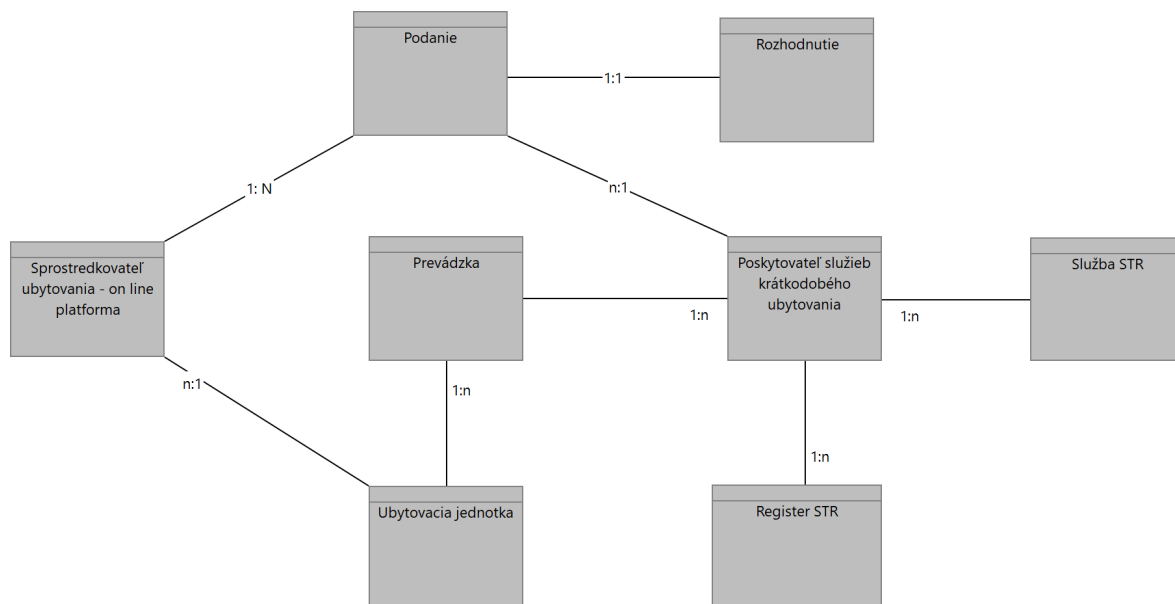 Podanie
Rozhodnutie
1:1
1: N
n:1
Sprostredkovateľ
ubytovania - on line
platforma
Prevádzka
Poskytovateľ služieb
krátkodobého
ubytovania
Služba STR
1:n
1:n
n:1
1:n
1:n
Ubytovacia jednotka
Register STR